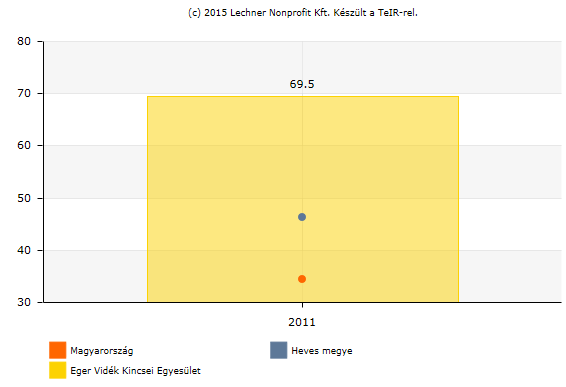 (c) 2015 Lechner Nonprofit Kft. Készült a TeIR-rel.
80
70
60
50
40
30
69.5
2011
Magyarország
Heves megye
Eger Vidék Kincsei Egyesület